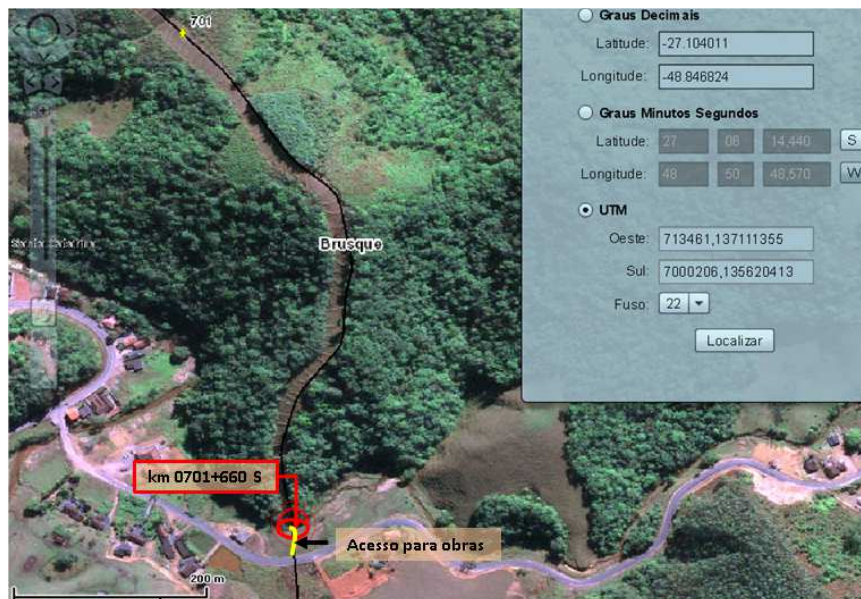 701
Graus Decimais
Latitude: -27.104011
Longitude: -48.846824
Graus Minutos Segundos
Latitude: 27 06 14,440 S
Longitude: 48 50 48,570 W
UTM
Oeste: 713461,137111355
Sul: 7000206,135620413
Fuso: 22
Localizar
Brusque
km 0701+660 S
Acesso para obras
200 m